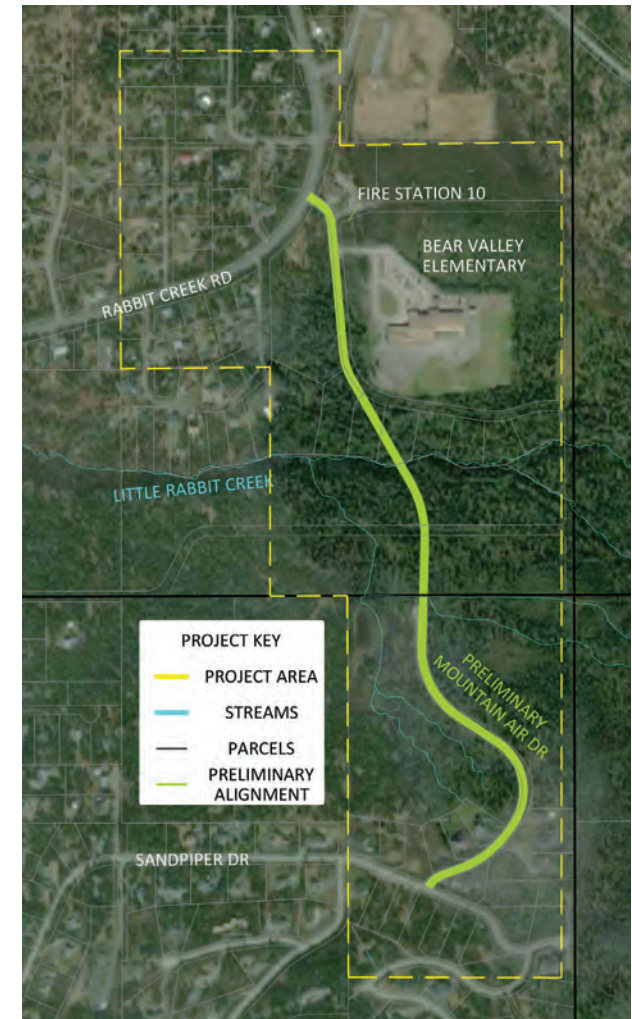 FIRE STATION 10
BEAR VALLEY
ELEMENTARY
RABBIT CREEK RD
LITTLE RABBIT CREEK
PROJECT KEY
PROJECT AREA
STREAMS
PARCELS
PRELIMINARY
ALIGNMENT
PRELIMINARY
MOUNTAIN AIR DR
SANDPIPER DR